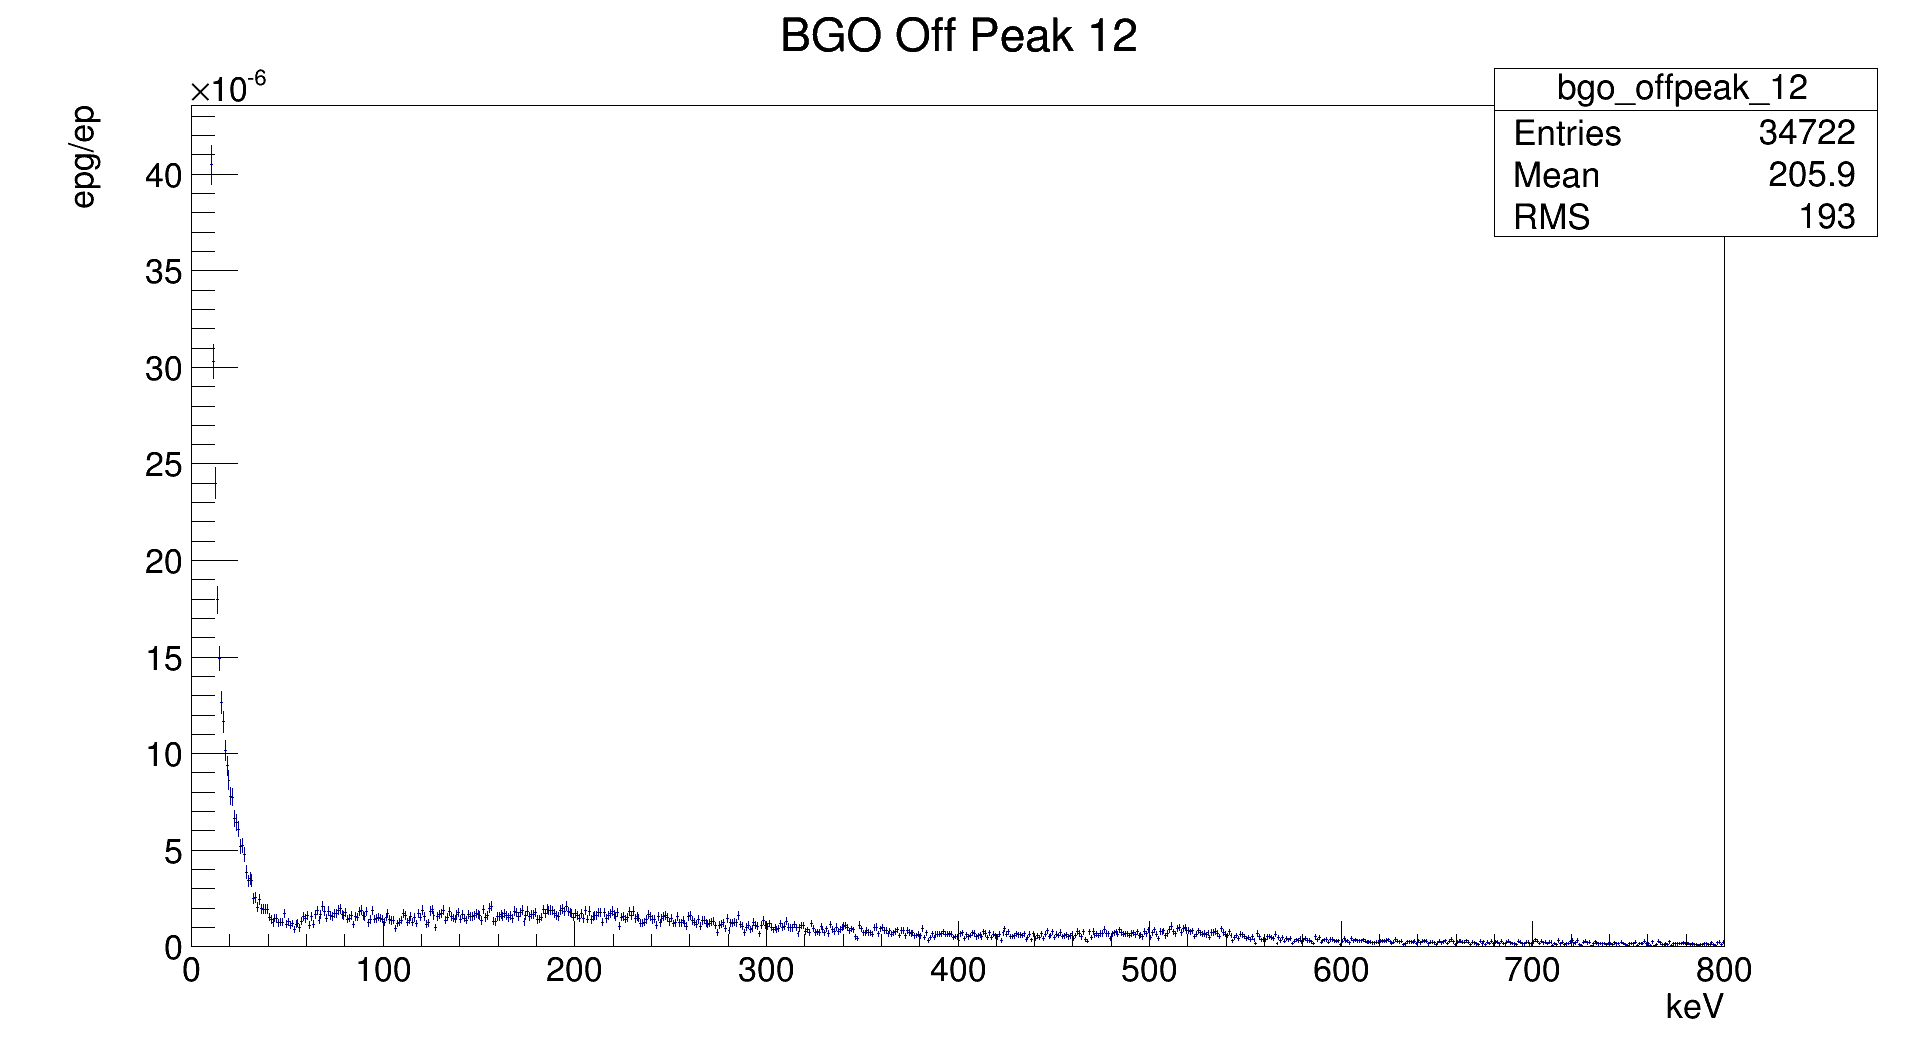 BGO Off Peak 12
×10-6
epg/ep
bgo_offpeak_12
Entries 34722
Mean 205.9
RMS 193
40
35
30
25
20
15
10
5
0
0 100 200 300 400 500 600 700 800
keV